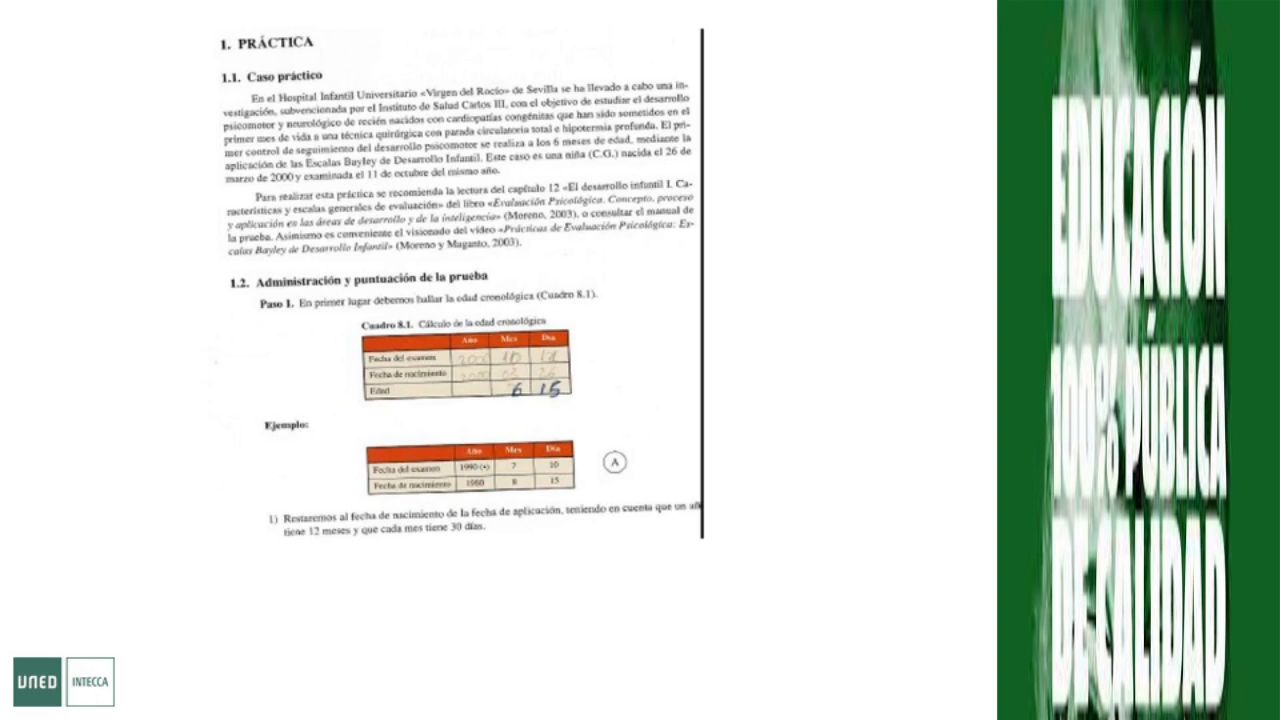 1. PRÁCTICA
1.1. Caso práctico
En el Hospital Infantil Universitario «Virgen del Rocío» de Sevilla se ha llevado a cabo una in-
vestigación, subvencionada por el Instituto de Salud Carlos III, con el objetivo de estudiar el desarrollo
psicomotor y neurológico de recién nacidos con cardiopatías congénitas que han sido sometidos en el
primer mes de vida a una técnica quirúrgica con parada circulatoria total e hipotermia profunda. El pri-
mer control de seguimiento del desarrollo psicomotor se realiza a los 6 meses de edad, mediante la
aplicación de las Escalas Bayley de Desarrollo Infantil. Este caso es una niña (C.G.) nacida el 26 de
marzo de 2000 y examinada el 11 de octubre del mismo año.
Para realizar esta práctica se recomienda la lectura del capítulo 12 «El desarrollo infantil I. Ca-
racterísticas y escalas generales de evaluación» del libro «Evaluación Psicológica. Concepto, proceso
y aplicación en las áreas de desarrollo y de la inteligencia» (Moreno, 2003), o consultar el manual de
la prueba. Asimismo es conveniente el visionado del vídeo «Prácticas de Evaluación Psicológica: Es-
calas Bayley de Desarrollo Infantil» (Moreno y Maganto, 2003).
1.2. Administración y puntuación de la prueba
Paso 1. En primer lugar debemos hallar la edad cronológica (Cuadro 8.1).
Cuadro 8.1. Cálculo de la edad cronológica
Año Mes Día
Fecha del examen 2000 10 11
Fecha de nacimiento 2000 03 26
Edad 6 15
Ejemplo:
Año Mes Día
Fecha del examen 1990 (*) 7 10
Fecha de nacimiento 1980 8 15
A
1) Restaremos al fecha de nacimiento de la fecha de aplicación, teniendo en cuenta que un añ
tiene 12 meses y que cada mes tiene 30 días.
UNED INTECCA
EDUCACIÓN
100% PÚBLICA
DE CALIDAD